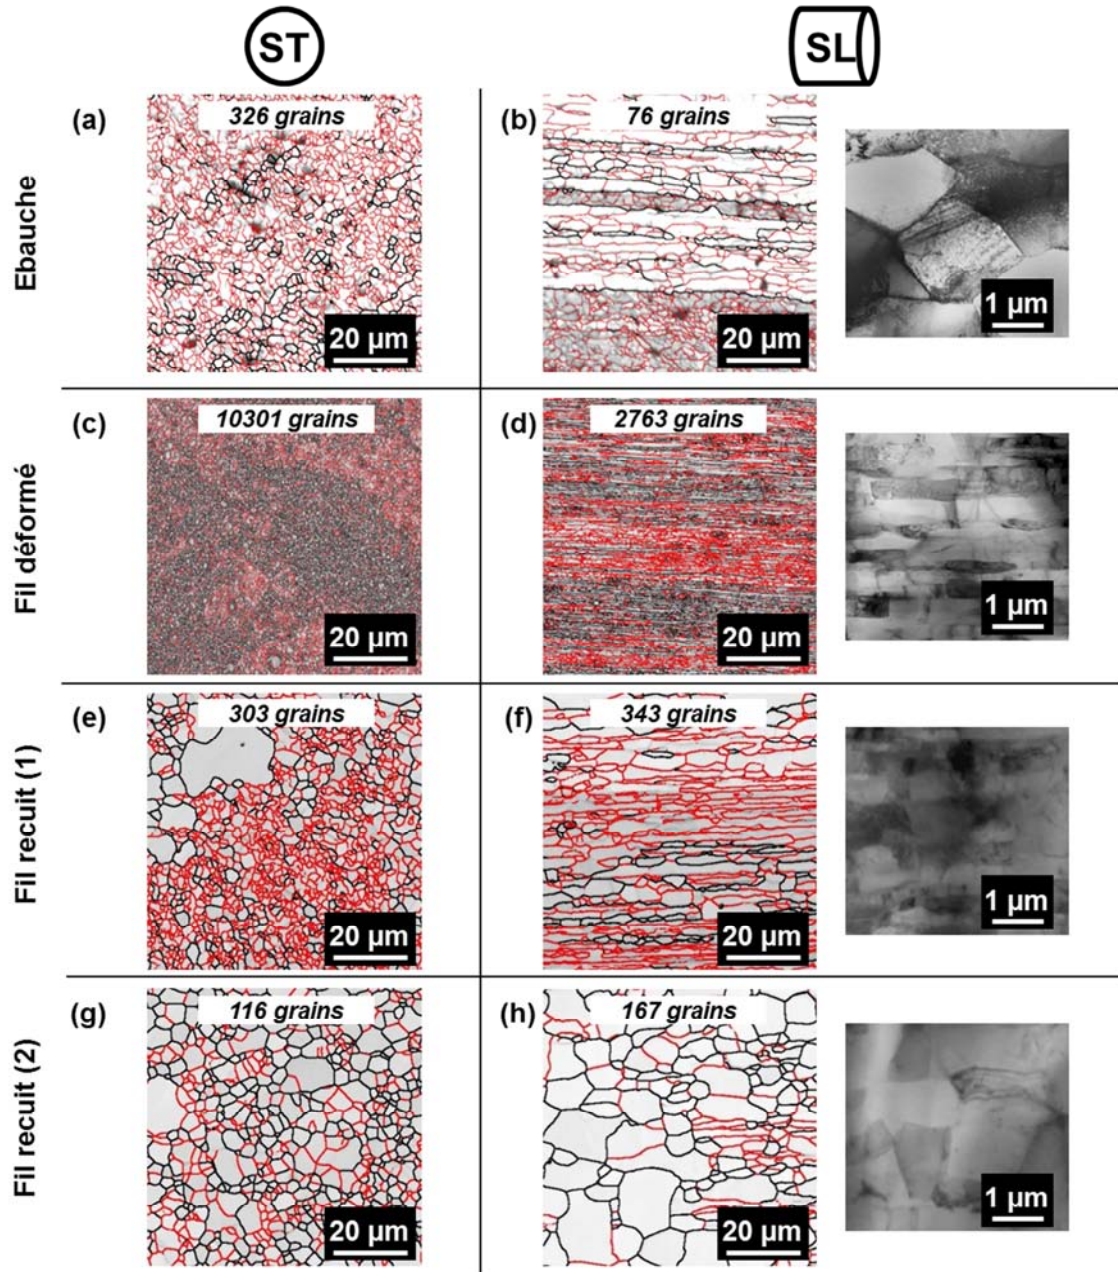 ST
SL
Ebauche
(a)
326 grains
20 µm
(b)
76 grains
20 µm
1 µm
Fil déformé
(c)
10301 grains
20 µm
(d)
2763 grains
20 µm
1 µm
Fil recuit (1)
(e)
303 grains
20 µm
(f)
343 grains
20 µm
1 µm
Fil recuit (2)
(g)
116 grains
20 µm
(h)
167 grains
20 µm
1 µm